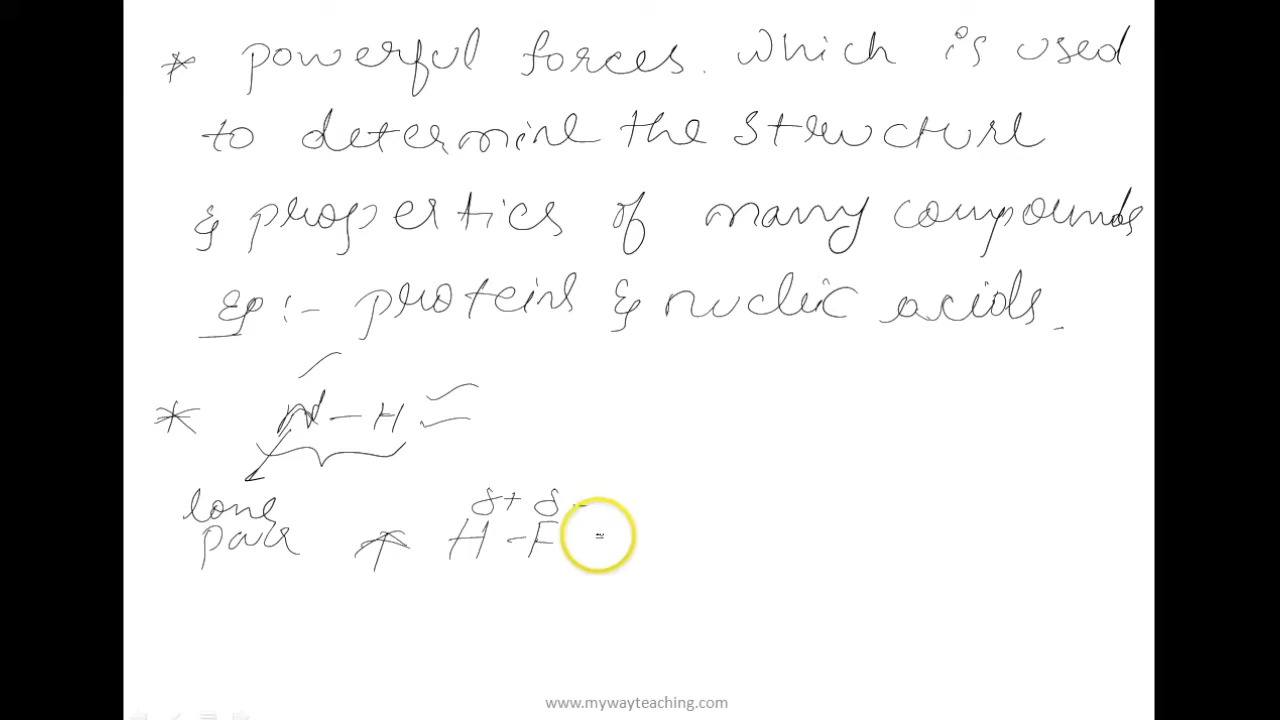 * powerful forces. which is used
to determine the structure
& properties of many compounds
Eg :- proteins & nucleic acids.
* N - H
lone
pair
δ+ δ-
* H - F
www.mywayteaching.com